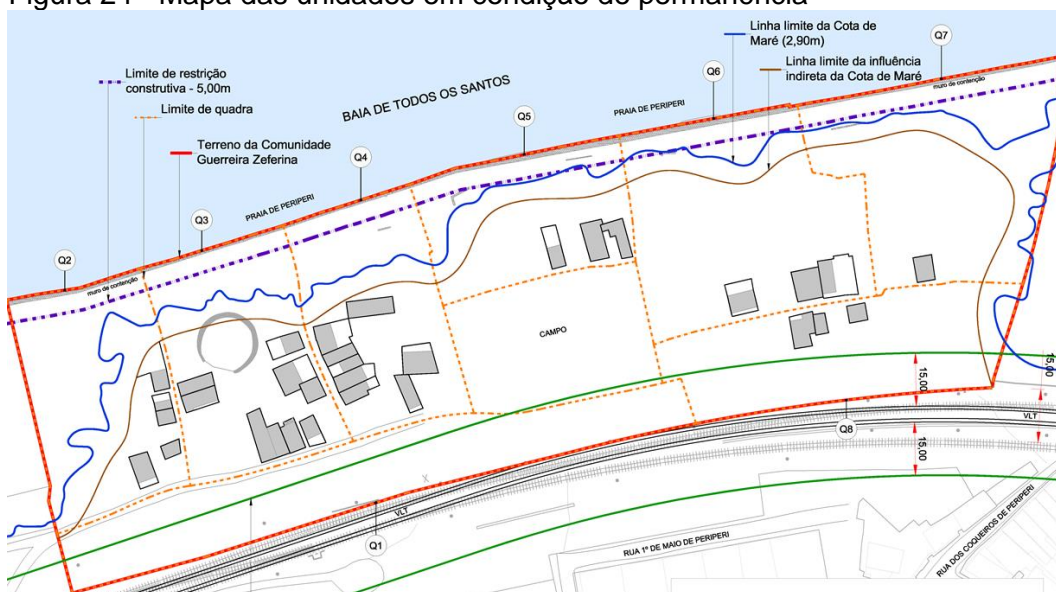 Figura 24 - Mapa das unidades em condição de permanência
Linha limite da Cota de
Maré (2,90m)
Q7
Limite de restrição
construtiva - 5,00m
BAIA DE TODOS OS SANTOS
Q6
Linha limite da influência
indireta da Cota de Maré
muro de contenção
Limite de quadra
Q5
PRAIA DE PERIPERI
Terreno da Comunidade
Guerreira Zeferina
Q4
PRAIA DE PERIPERI
Q3
Q2
muro de contenção
CAMPO
15,00
15,00
VLT
Q8
15,00
X
VLT
Q1
RUA 1º DE MAIO DE PERIPERI
RUA DOS COQUEIROS DE PERIPERI